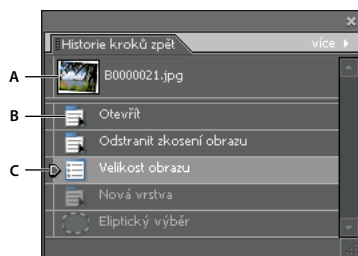 Historie kroků zpět
více
A
B0000021.jpg
B
Otevřít
Odstranit zkosení obrazu
C
Velikost obrazu
Nová vrstva
Eliptický výběr